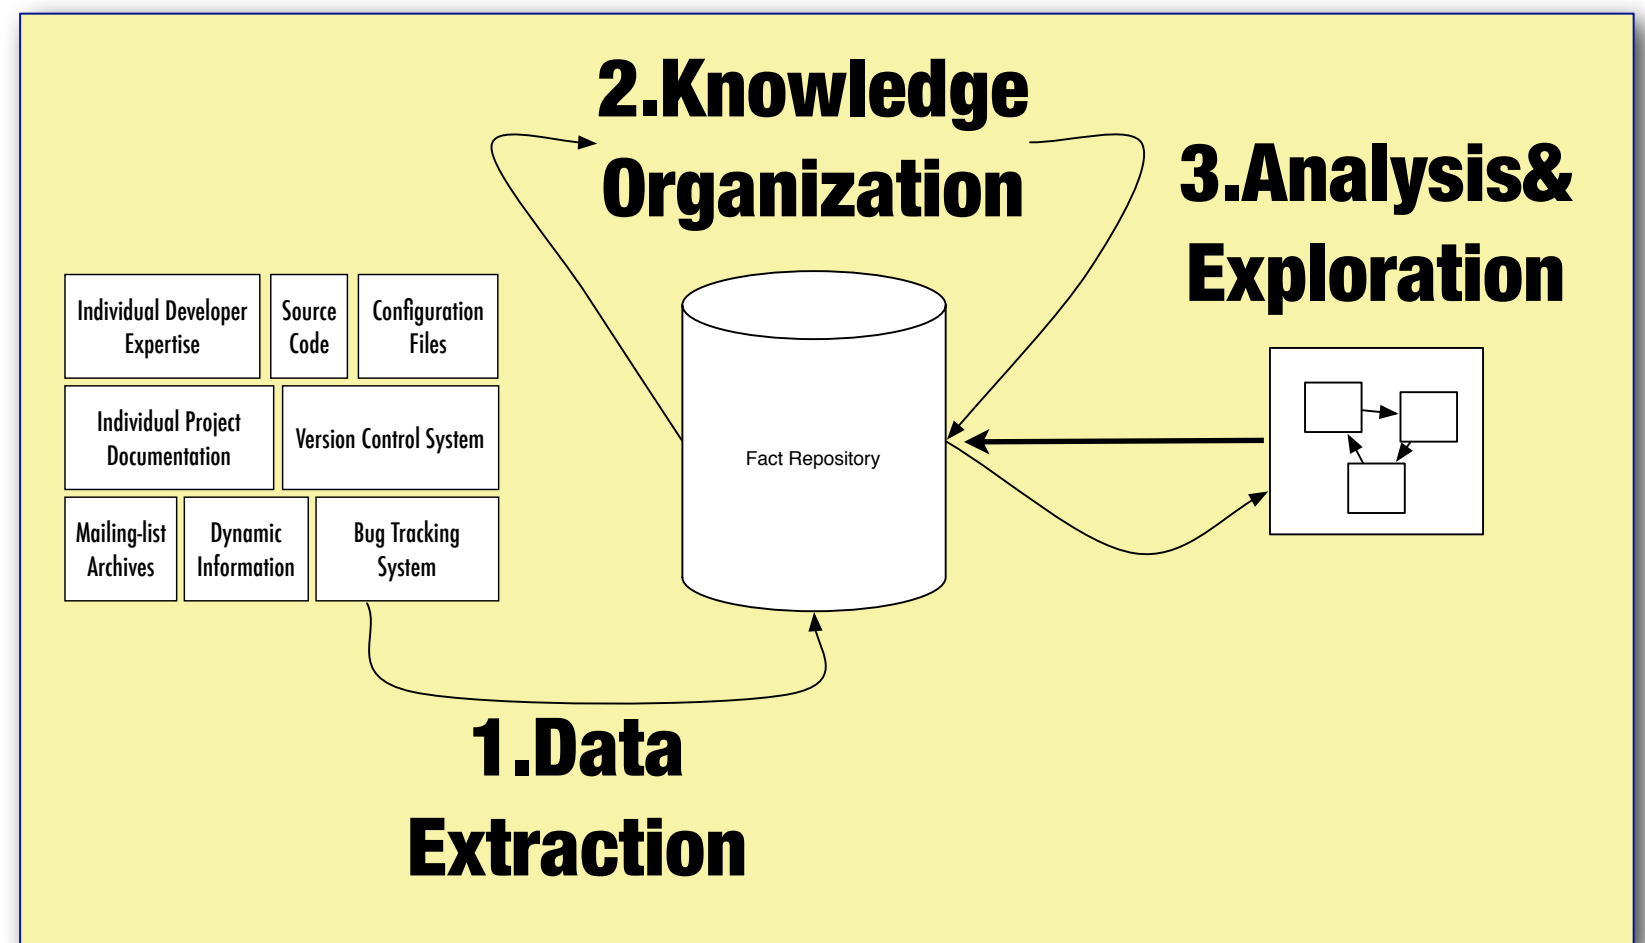 2.Knowledge
Organization
3.Analysis&
Exploration
Individual Developer
Expertise
Source
Code
Configuration
Files
Individual Project
Documentation
Version Control System
Mailing-list
Archives
Dynamic
Information
Bug Tracking
System
Fact Repository
1.Data
Extraction